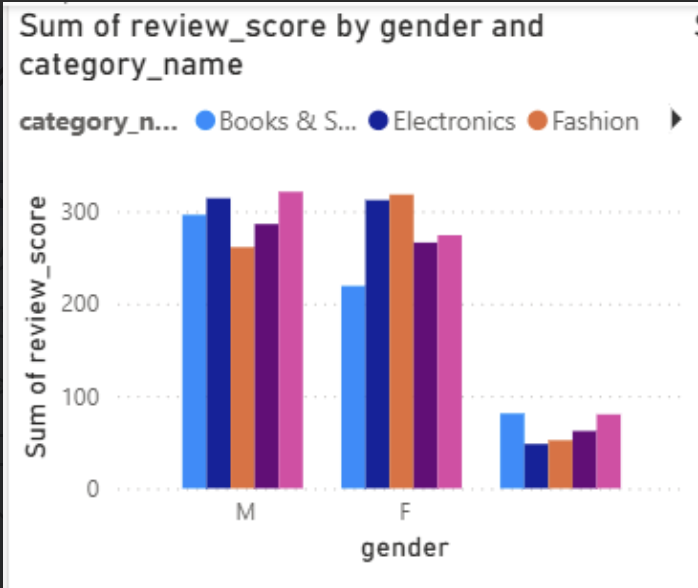 Sum of review_score by gender and
category_name
category_n... Books & S... Electronics Fashion
Sum of review_score
300
200
100
0
M F
gender